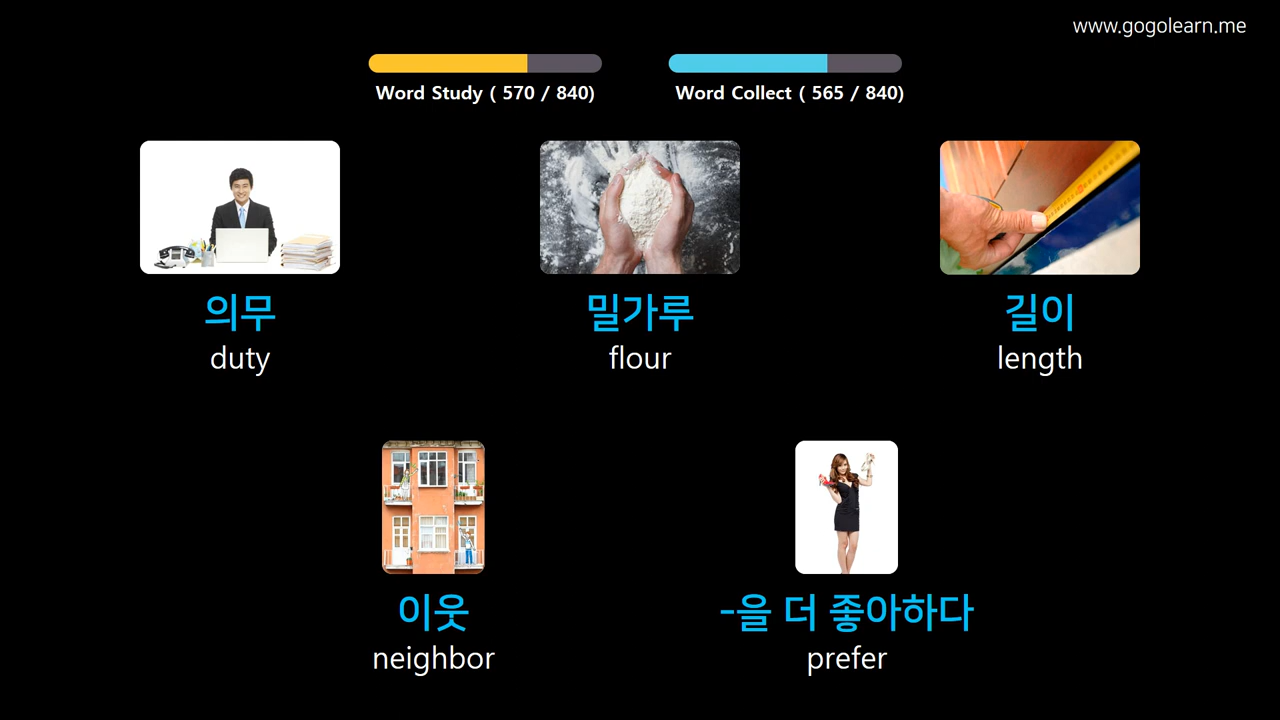 www.gogolearn.me
Word Study ( 570 / 840)
Word Collect ( 565 / 840)
의무
duty
밀가루
flour
길이
length
이웃
neighbor
-을 더 좋아하다
prefer